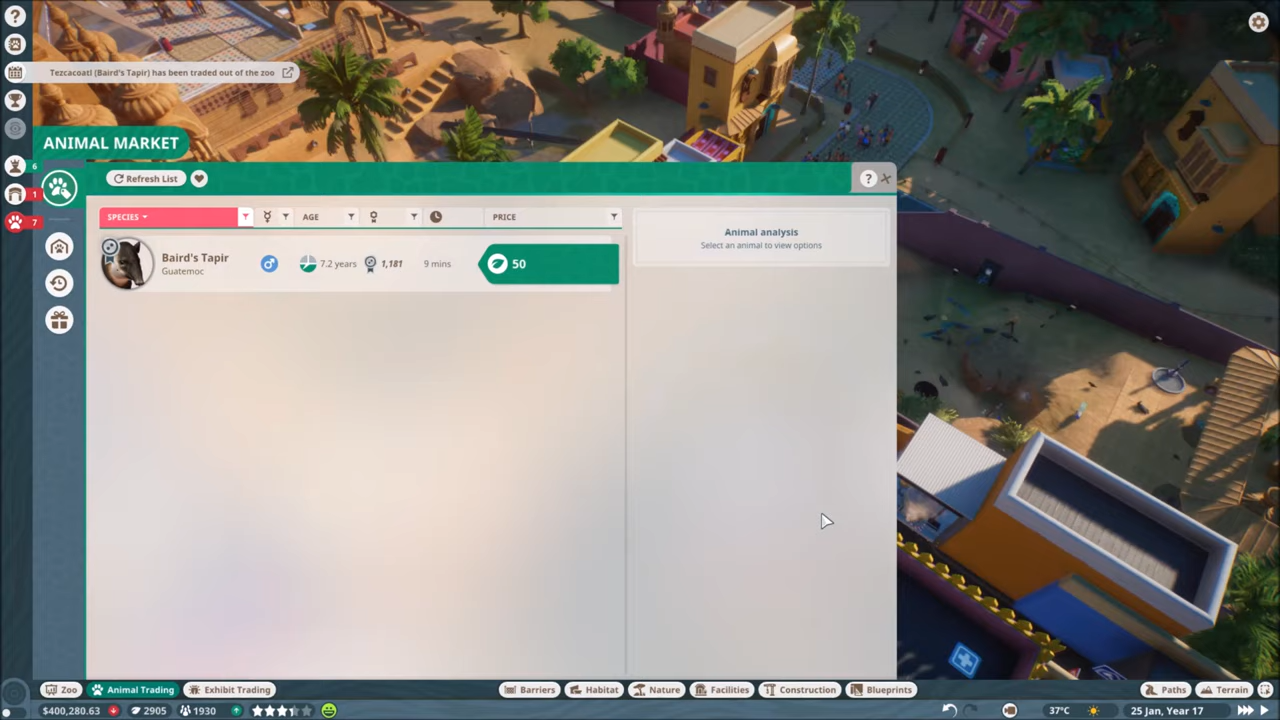 ?
Tezcacoatl (Baird's Tapir) has been traded out of the zoo
ANIMAL MARKET
6
1
7
Refresh List
?
SPECIES
AGE
PRICE
Animal analysis
Select an animal to view options
Baird's Tapir
Guatemoc
7.2 years
1,181
9 mins
50
Zoo
Animal Trading
Exhibit Trading
Barriers
Habitat
Nature
Facilities
Construction
Blueprints
Paths
Terrain
$400,280.63
2905
1930
37°C
25 Jan, Year 17